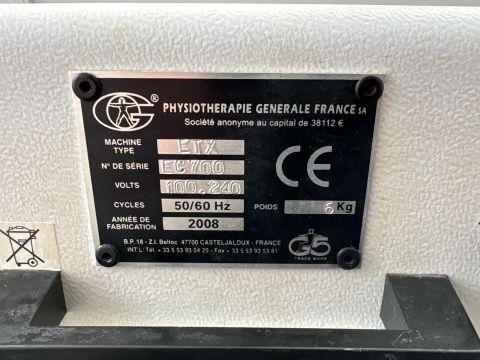 ® PHYSIOTHERAPIE GENERALE FRANCE SA
Société anonyme au capital de 38112 €
MACHINE TYPE ETX
N° DE SÉRIE EC700
VOLTS 100.240
CYCLES 50/60 Hz POIDS 6 Kg
ANNÉE DE FABRICATION 2008
CE
B.P. 18 - Z.I. Belloc 47700 CASTELJALOUX - FRANCE
INT'L: Tél. + 33 5 53 93 04 25 - Fax + 33 5 53 93 53 81
G5
TRADE MARK